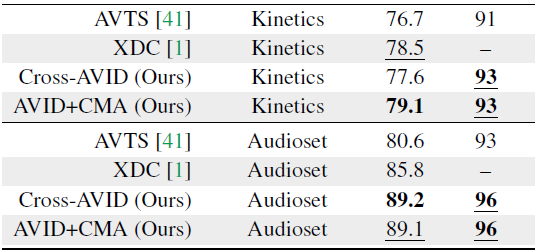 AVTS [41] Kinetics 76.7 91
XDC [1] Kinetics 78.5 –
Cross-AVID (Ours) Kinetics 77.6 93
AVID+CMA (Ours) Kinetics 79.1 93
AVTS [41] Audioset 80.6 93
XDC [1] Audioset 85.8 –
Cross-AVID (Ours) Audioset 89.2 96
AVID+CMA (Ours) Audioset 89.1 96